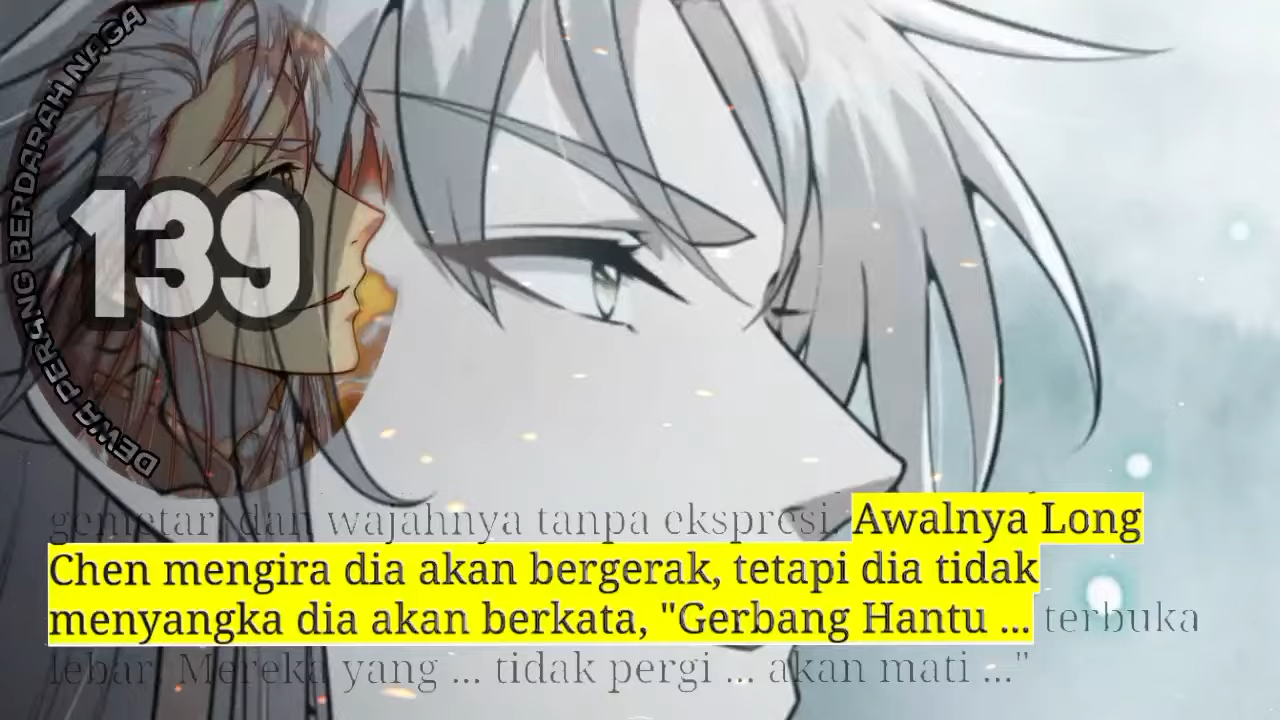 DEWA PERANG BERDARAH NAGA
139
gemetar, dan wajahnya tanpa ekspresi. Awalnya Long
Chen mengira dia akan bergerak, tetapi dia tidak
menyangka dia akan berkata, "Gerbang Hantu ... terbuka
lebar. Mereka yang ... tidak pergi ... akan mati ..."